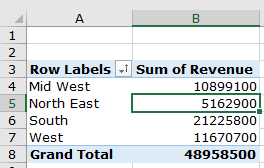 A B
1
2
3 Row Labels Sum of Revenue
4 Mid West 10899100
5 North East 5162900
6 South 21225800
7 West 11670700
8 Grand Total 48958500